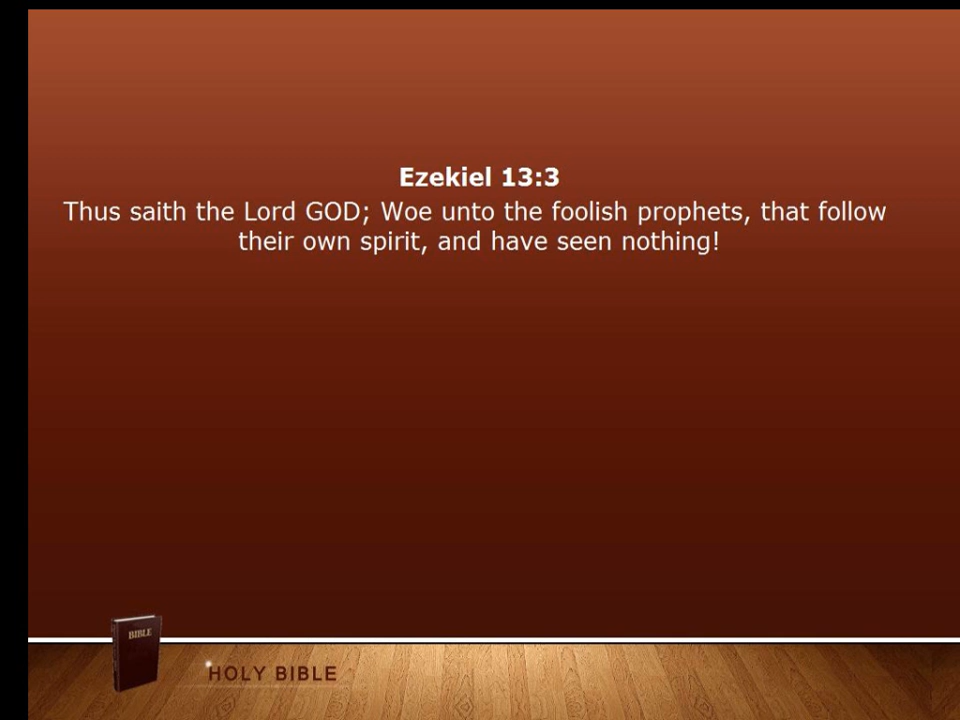 Ezekiel 13:3
Thus saith the Lord GOD; Woe unto the foolish prophets, that follow
their own spirit, and have seen nothing!
BIBLE
HOLY BIBLE